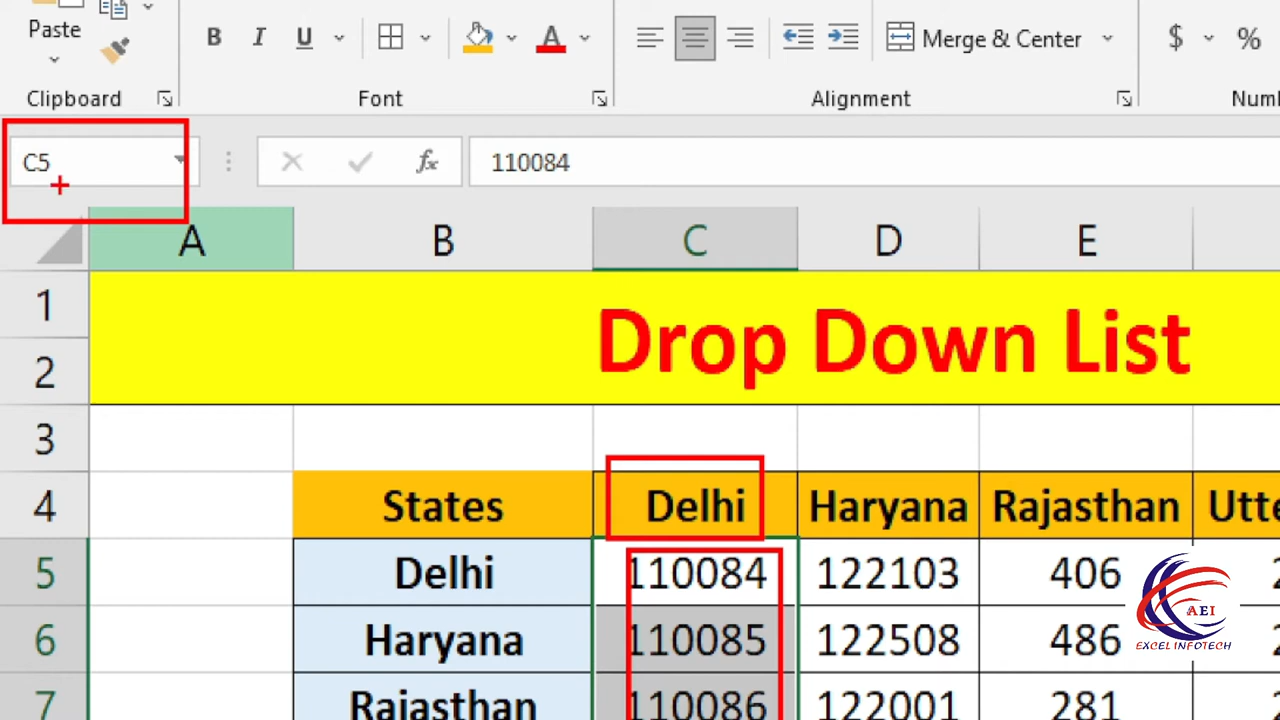 Paste
B I U A
Merge & Center
$ %
Clipboard
Font
Alignment
C5
fx
110084
A B C D E
1
Drop Down List
2
3
4 States Delhi Haryana Rajasthan
5 Delhi 110084 122103 406
6 Haryana 110085 122508 486
7 Rajasthan 110086 122001 281
AEI
EXCEL INFOTECH